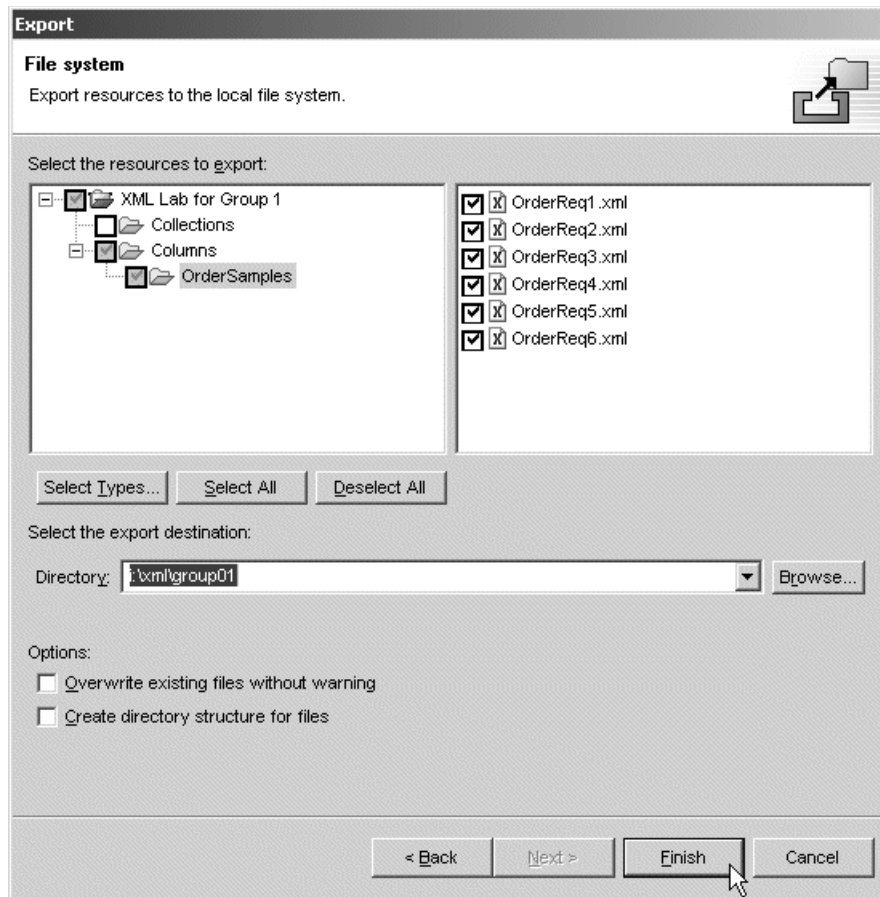 Export
File system
Export resources to the local file system.
Select the resources to export:
XML Lab for Group 1
Collections
Columns
OrderSamples
OrderReq1.xml
OrderReq2.xml
OrderReq3.xml
OrderReq4.xml
OrderReq5.xml
OrderReq6.xml
Select Types... Select All Deselect All
Select the export destination:
Directory: i:\xml\group01 Browse...
Options:
Overwrite existing files without warning
Create directory structure for files
< Back Next > Finish Cancel